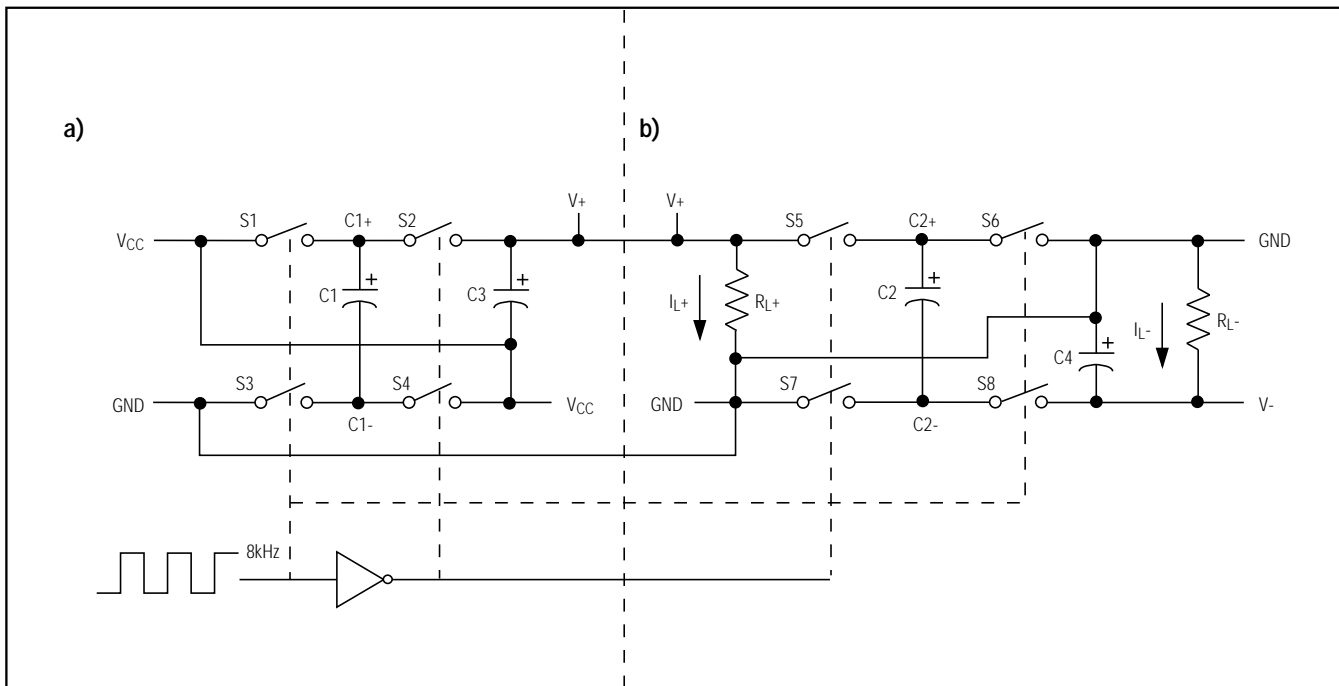 a)
b)
V+
V+
S1
C1+
S2
S5
C2+
S6
VCC
GND
C1
C3
IL+
RL+
C2
IL-
RL-
C4
S3
S4
S7
S8
GND
VCC
GND
V-
C1-
C2-
8kHz
+
+
+
+